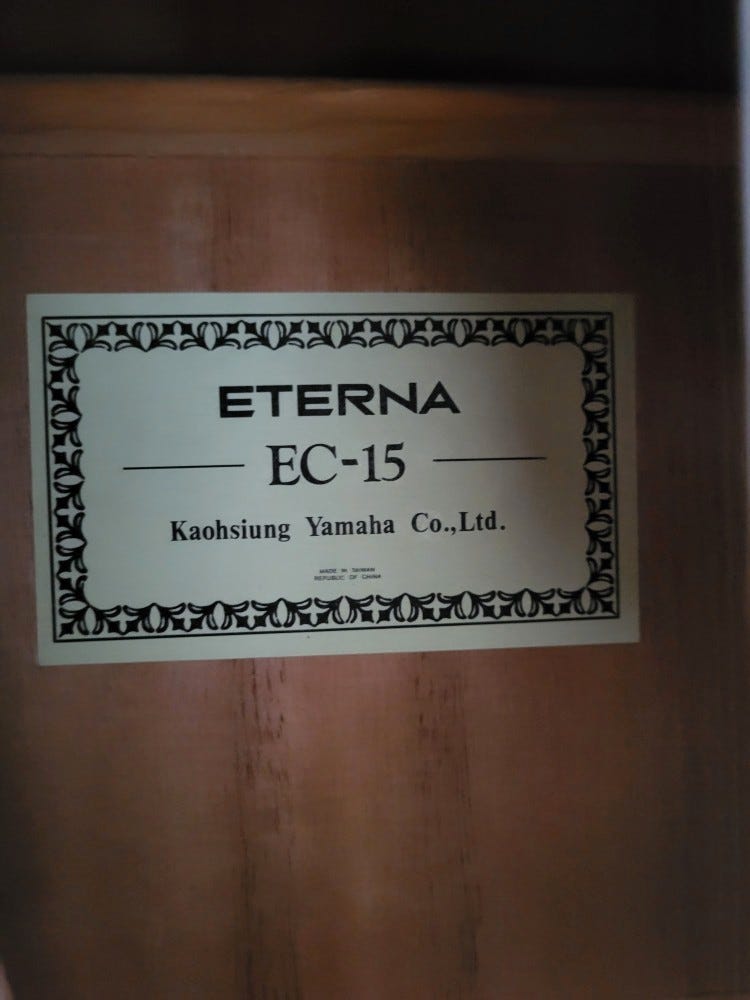 ETERNA
EC-15
Kaohsiung Yamaha Co.,Ltd.
MADE IN TAIWAN
REPUBLIC OF CHINA